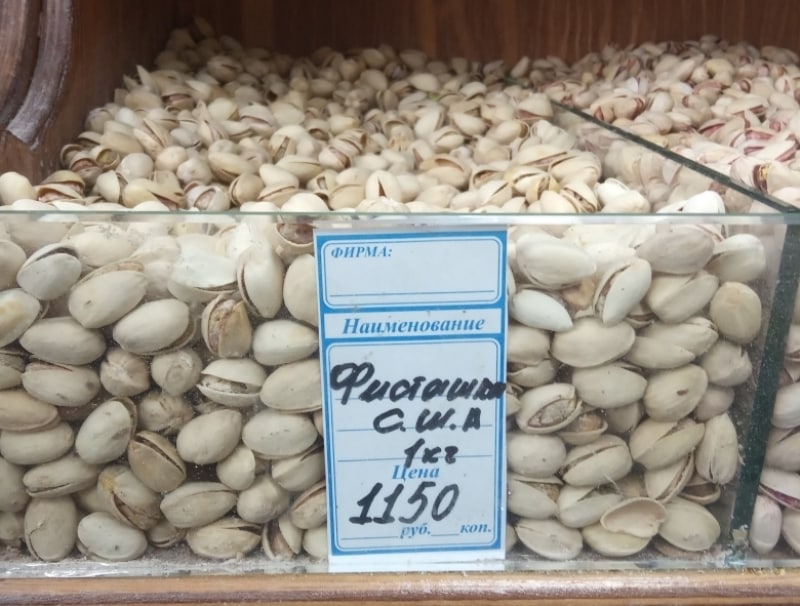 ФИРМА:
Наименование
Фисташки
С.Ш.А
1кг
Цена
1150
руб. коп.